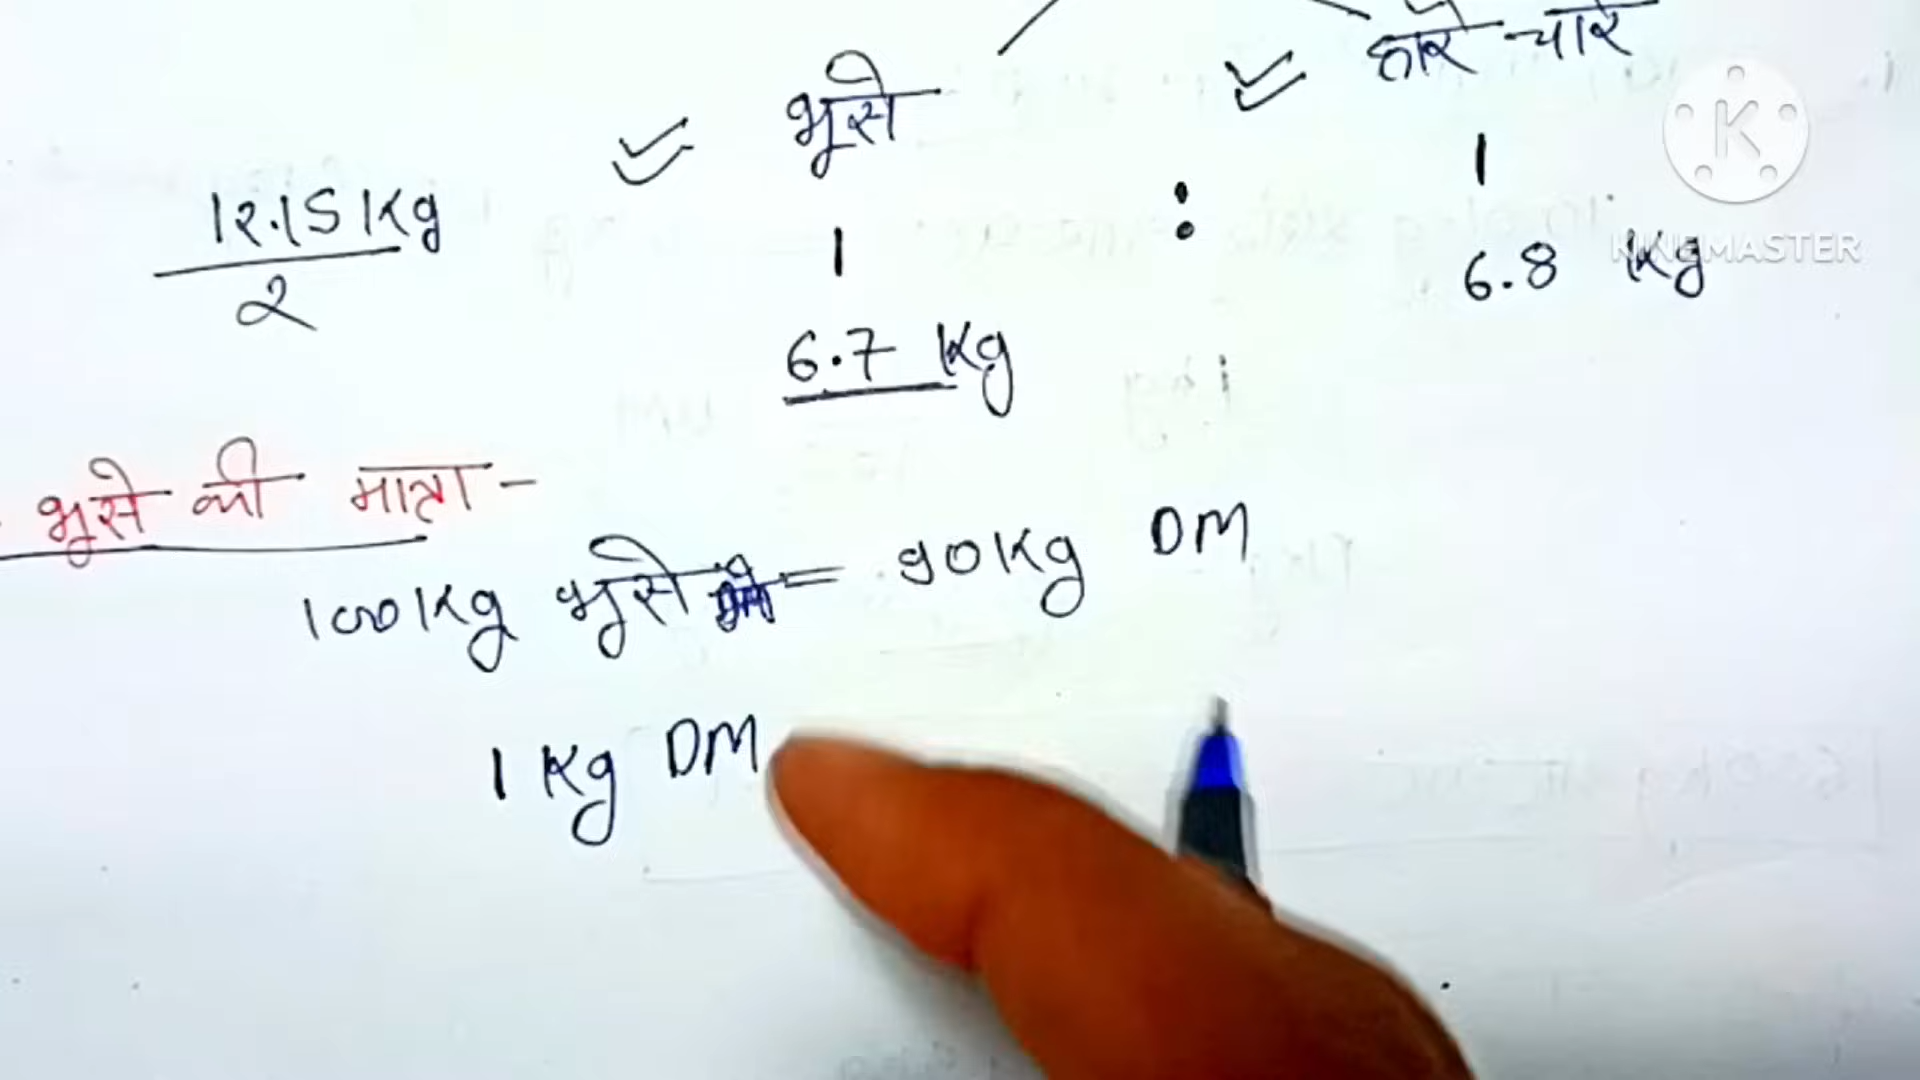 हारे चारे
भूसे
12.15 Kg
2
1 : 1
6.7 Kg
6.8 Kg
KINEMASTER
भूसे की मात्रा -
100 Kg भूसे = 90 Kg DM
1 Kg DM